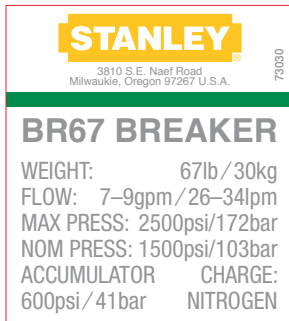 STANLEY®
3810 S.E. Naef Road
Milwaukie, Oregon 97267 U.S.A.
73030
BR67 BREAKER
WEIGHT: 67lb/30kg
FLOW: 7–9gpm/26–34lpm
MAX PRESS: 2500psi/172bar
NOM PRESS: 1500psi/103bar
ACCUMULATOR CHARGE:
600psi/41bar NITROGEN